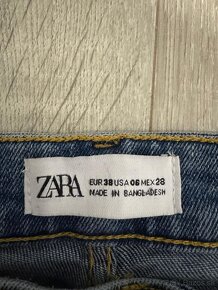 ZARA
EUR 38 USA 06 MEX 28
MADE IN BANGLADESH